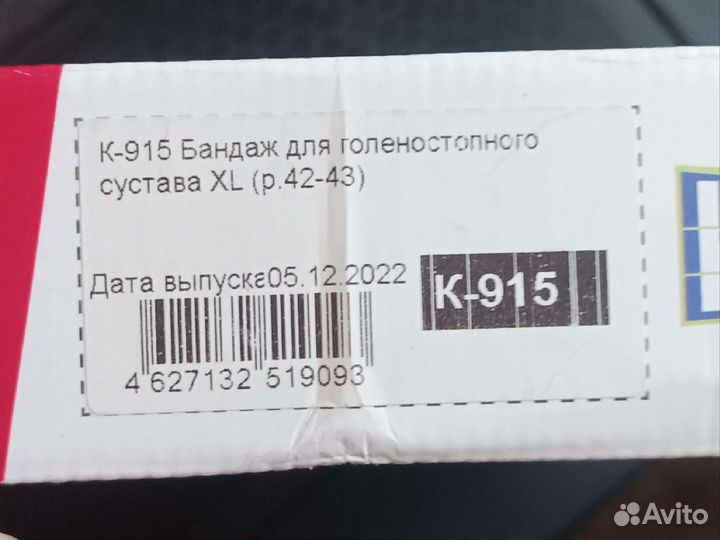 К-915 Бандаж для голеностопного
сустава XL (р.42-43)
Дата выпуска05.12.2022
К-915
4 627132 519093
Avito